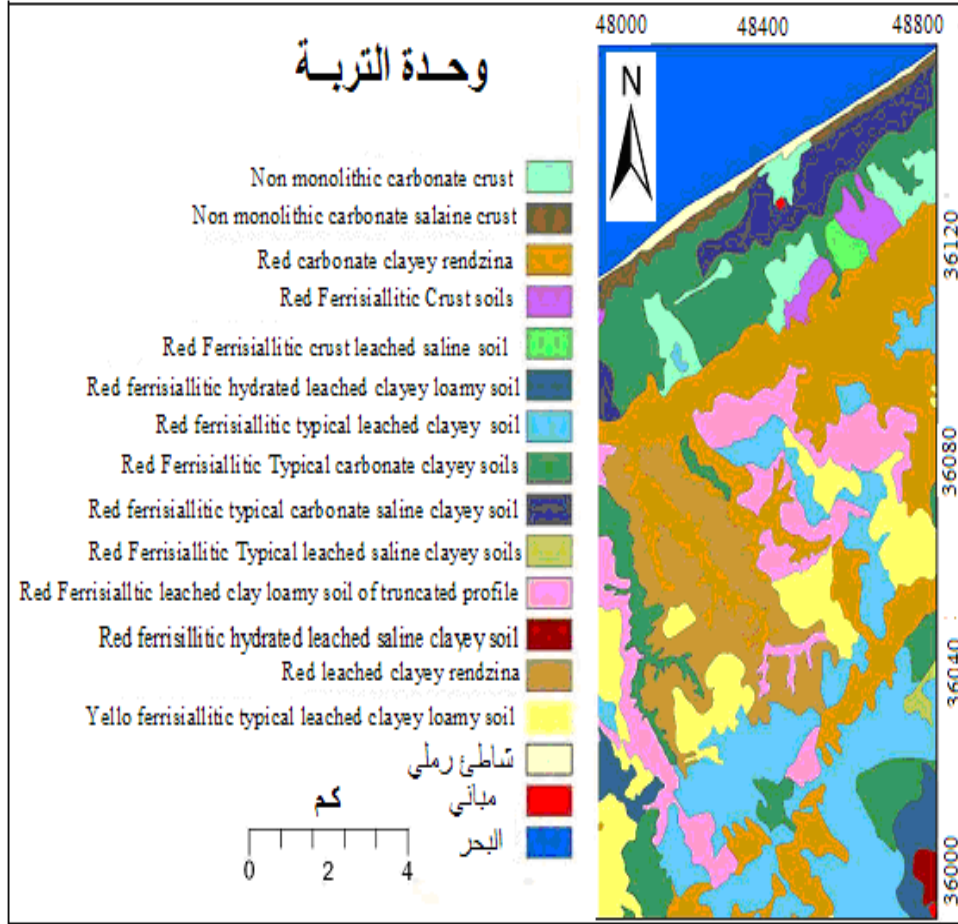 48000 48400 48800
وحدة التربة
N
Non monolithic carbonate crust
Non monolithic carbonate salaine crust
Red carbonate clayey rendzina
Red Ferrisiallitic Crust soils
Red Ferrisiallitic crust leached saline soil
Red ferrisiallitic hydrated leached clayey loamy soil
Red ferrisiallitic typical leached clayey soil
Red Ferrisiallitic Typical carbonate clayey soils
Red ferrisiallitic typical carbonate saline clayey soil
Red Ferrisiallitic Typical leached saline clayey soils
Red Ferrisialltic leached clay loamy soil of truncated profile
Red ferrisillitic hydrated leached saline clayey soil
Red leached clayey rendzina
Yello ferrisiallitic typical leached clayey loamy soil
شاطئ رملي
مباني
البحر
كم
0 2 4
36120
36080
36040
36000